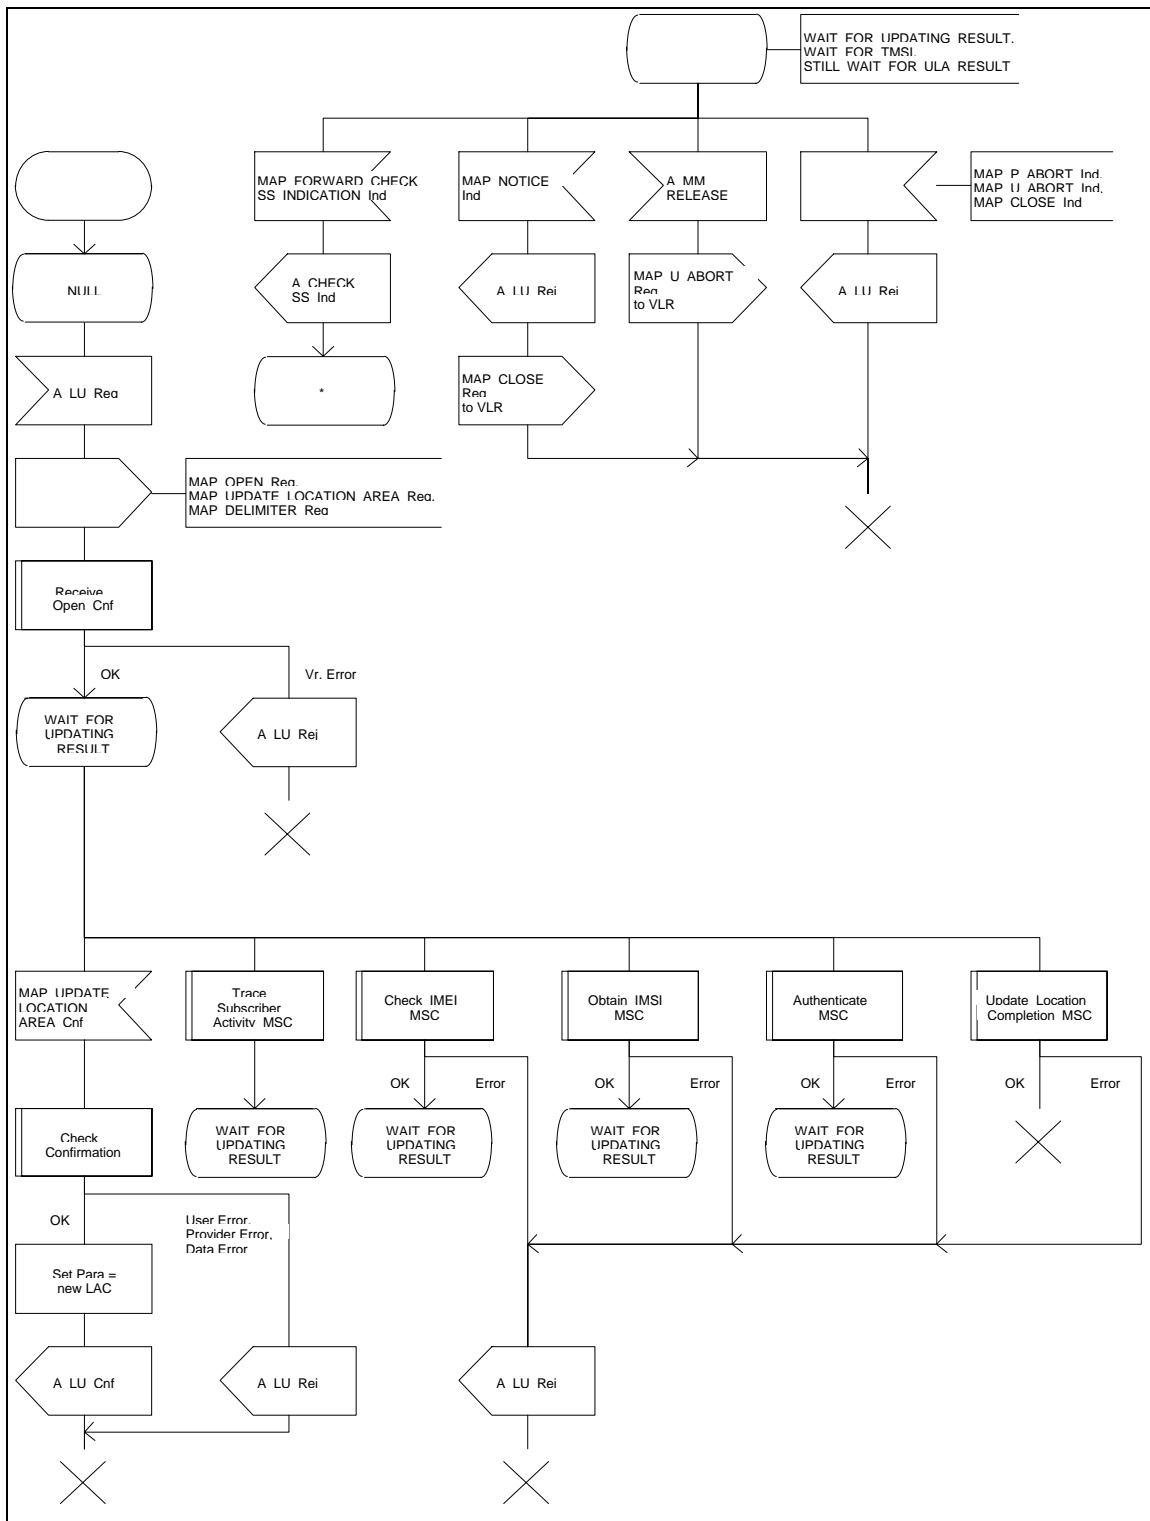 WAIT FOR UPDATING RESULT,
WAIT FOR TMSI,
STILL WAIT FOR ULA RESULT
MAP FORWARD CHECK
SS INDICATION Ind
MAP NOTICE
Ind
A MM
RELEASE
MAP P ABORT Ind,
MAP U ABORT Ind,
MAP CLOSE Ind
NULL
A CHECK
SS Ind
A LU Rej
MAP U ABORT
Req
to VLR
A LU Rej
A LU Req
*
MAP CLOSE
Req
to VLR
MAP OPEN Req,
MAP UPDATE LOCATION AREA Req,
MAP DELIMITER Req
Receive
Open Cnf
OK
Vr. Error
WAIT FOR
UPDATING
RESULT
A LU Rej
MAP UPDATE
LOCATION
AREA Cnf
Trace
Subscriber
Activity MSC
Check IMEI
MSC
Obtain IMSI
MSC
Authenticate
MSC
Update Location
Completion MSC
OK
Error
OK
Error
OK
Error
OK
Error
Check
Confirmation
WAIT FOR
UPDATING
RESULT
WAIT FOR
UPDATING
RESULT
WAIT FOR
UPDATING
RESULT
WAIT FOR
UPDATING
RESULT
OK
User Error,
Provider Error,
Data Error
Set Para =
new LAC
A LU Cnf
A LU Rej
A LU Rej